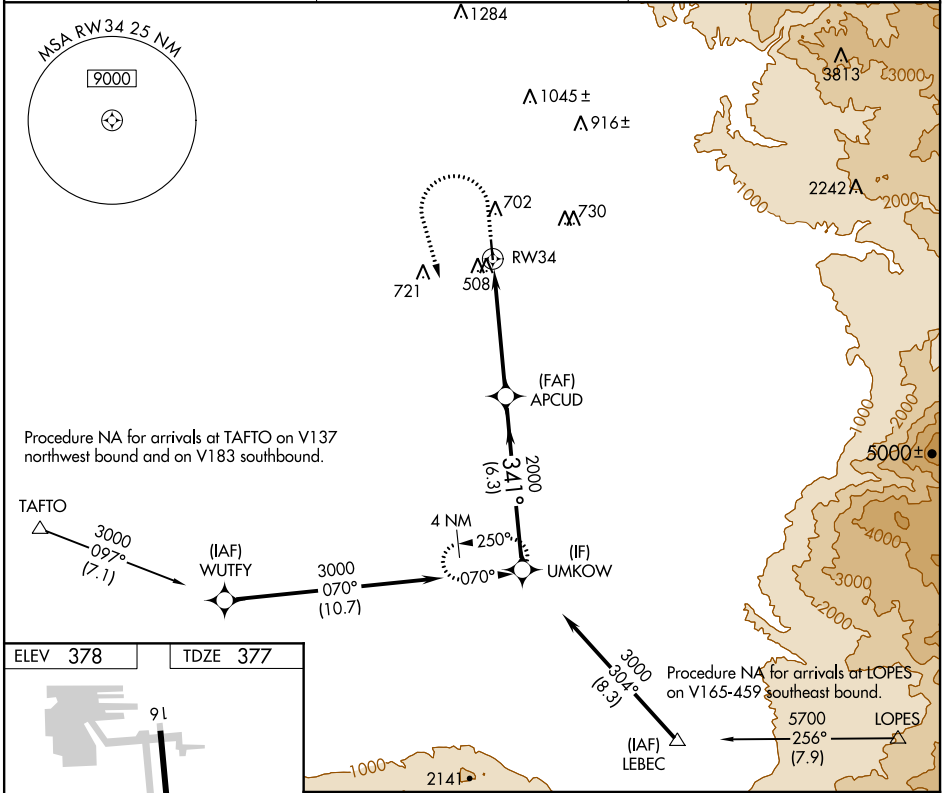 1284
MSA RW34 25 NM
9000
3813
3000
1045 ±
916 ±
1000
2242
2000
702
730
RW34
721
508
(FAF)
APCUD
2000
341°
(6.3)
2000
5000 ±
Procedure NA for arrivals at TAFTO on V137
northwest bound and on V183 southbound.
TAFTO
3000
097°
(7.1)
(IAF)
WUTFY
3000
070°
(10.7)
4 NM
250°
070°
(IF)
UMKOW
4000
3000
2000
1000
3000
304°
(8.3)
Procedure NA for arrivals at LOPES
on V165-459 southeast bound.
5700
256°
(7.9)
LOPES
(IAF)
LEBEC
ELEV 378
TDZE 377
16
1000
2141